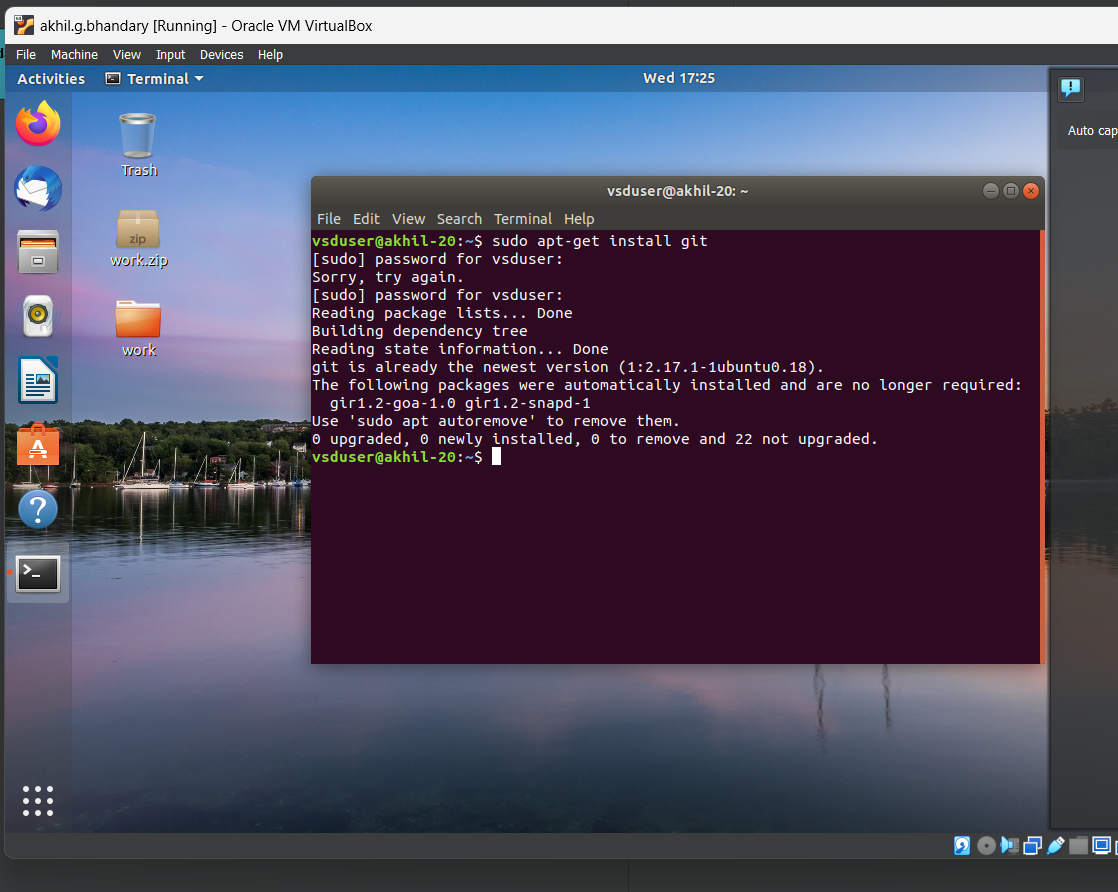 akhil.g.bhandary [Running] - Oracle VM VirtualBox
File Machine View Input Devices Help
Activities Terminal Wed 17:25
Auto cap
Trash
zip
work.zip
work
vsduser@akhil-20: ~
File Edit View Search Terminal Help
vsduser@akhil-20:~$ sudo apt-get install git
[sudo] password for vsduser:
Sorry, try again.
[sudo] password for vsduser:
Reading package lists... Done
Building dependency tree
Reading state information... Done
git is already the newest version (1:2.17.1-1ubuntu0.18).
The following packages were automatically installed and are no longer required:
  gir1.2-goa-1.0 gir1.2-snapd-1
Use 'sudo apt autoremove' to remove them.
0 upgraded, 0 newly installed, 0 to remove and 22 not upgraded.
vsduser@akhil-20:~$